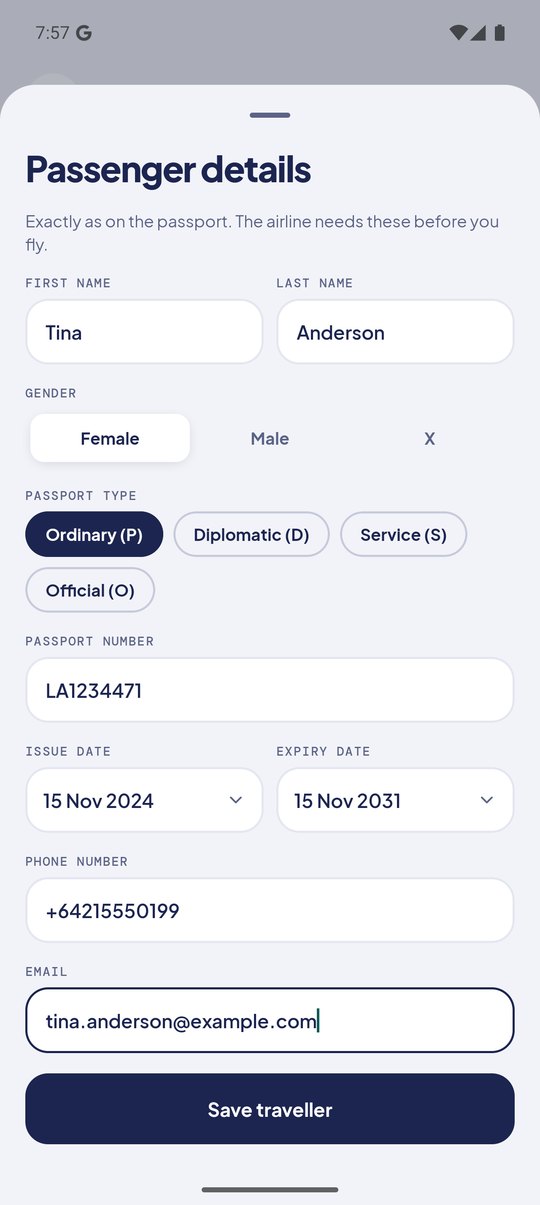 7:57 G
Passenger details
Exactly as on the passport. The airline needs these before you
fly.
FIRST NAME LAST NAME
Tina Anderson
GENDER
Female Male X
PASSPORT TYPE
Ordinary (P) Diplomatic (D) Service (S)
Official (O)
PASSPORT NUMBER
LA1234471
ISSUE DATE EXPIRY DATE
15 Nov 2024 15 Nov 2031
PHONE NUMBER
+64215550199
EMAIL
tina.anderson@example.com
Save traveller